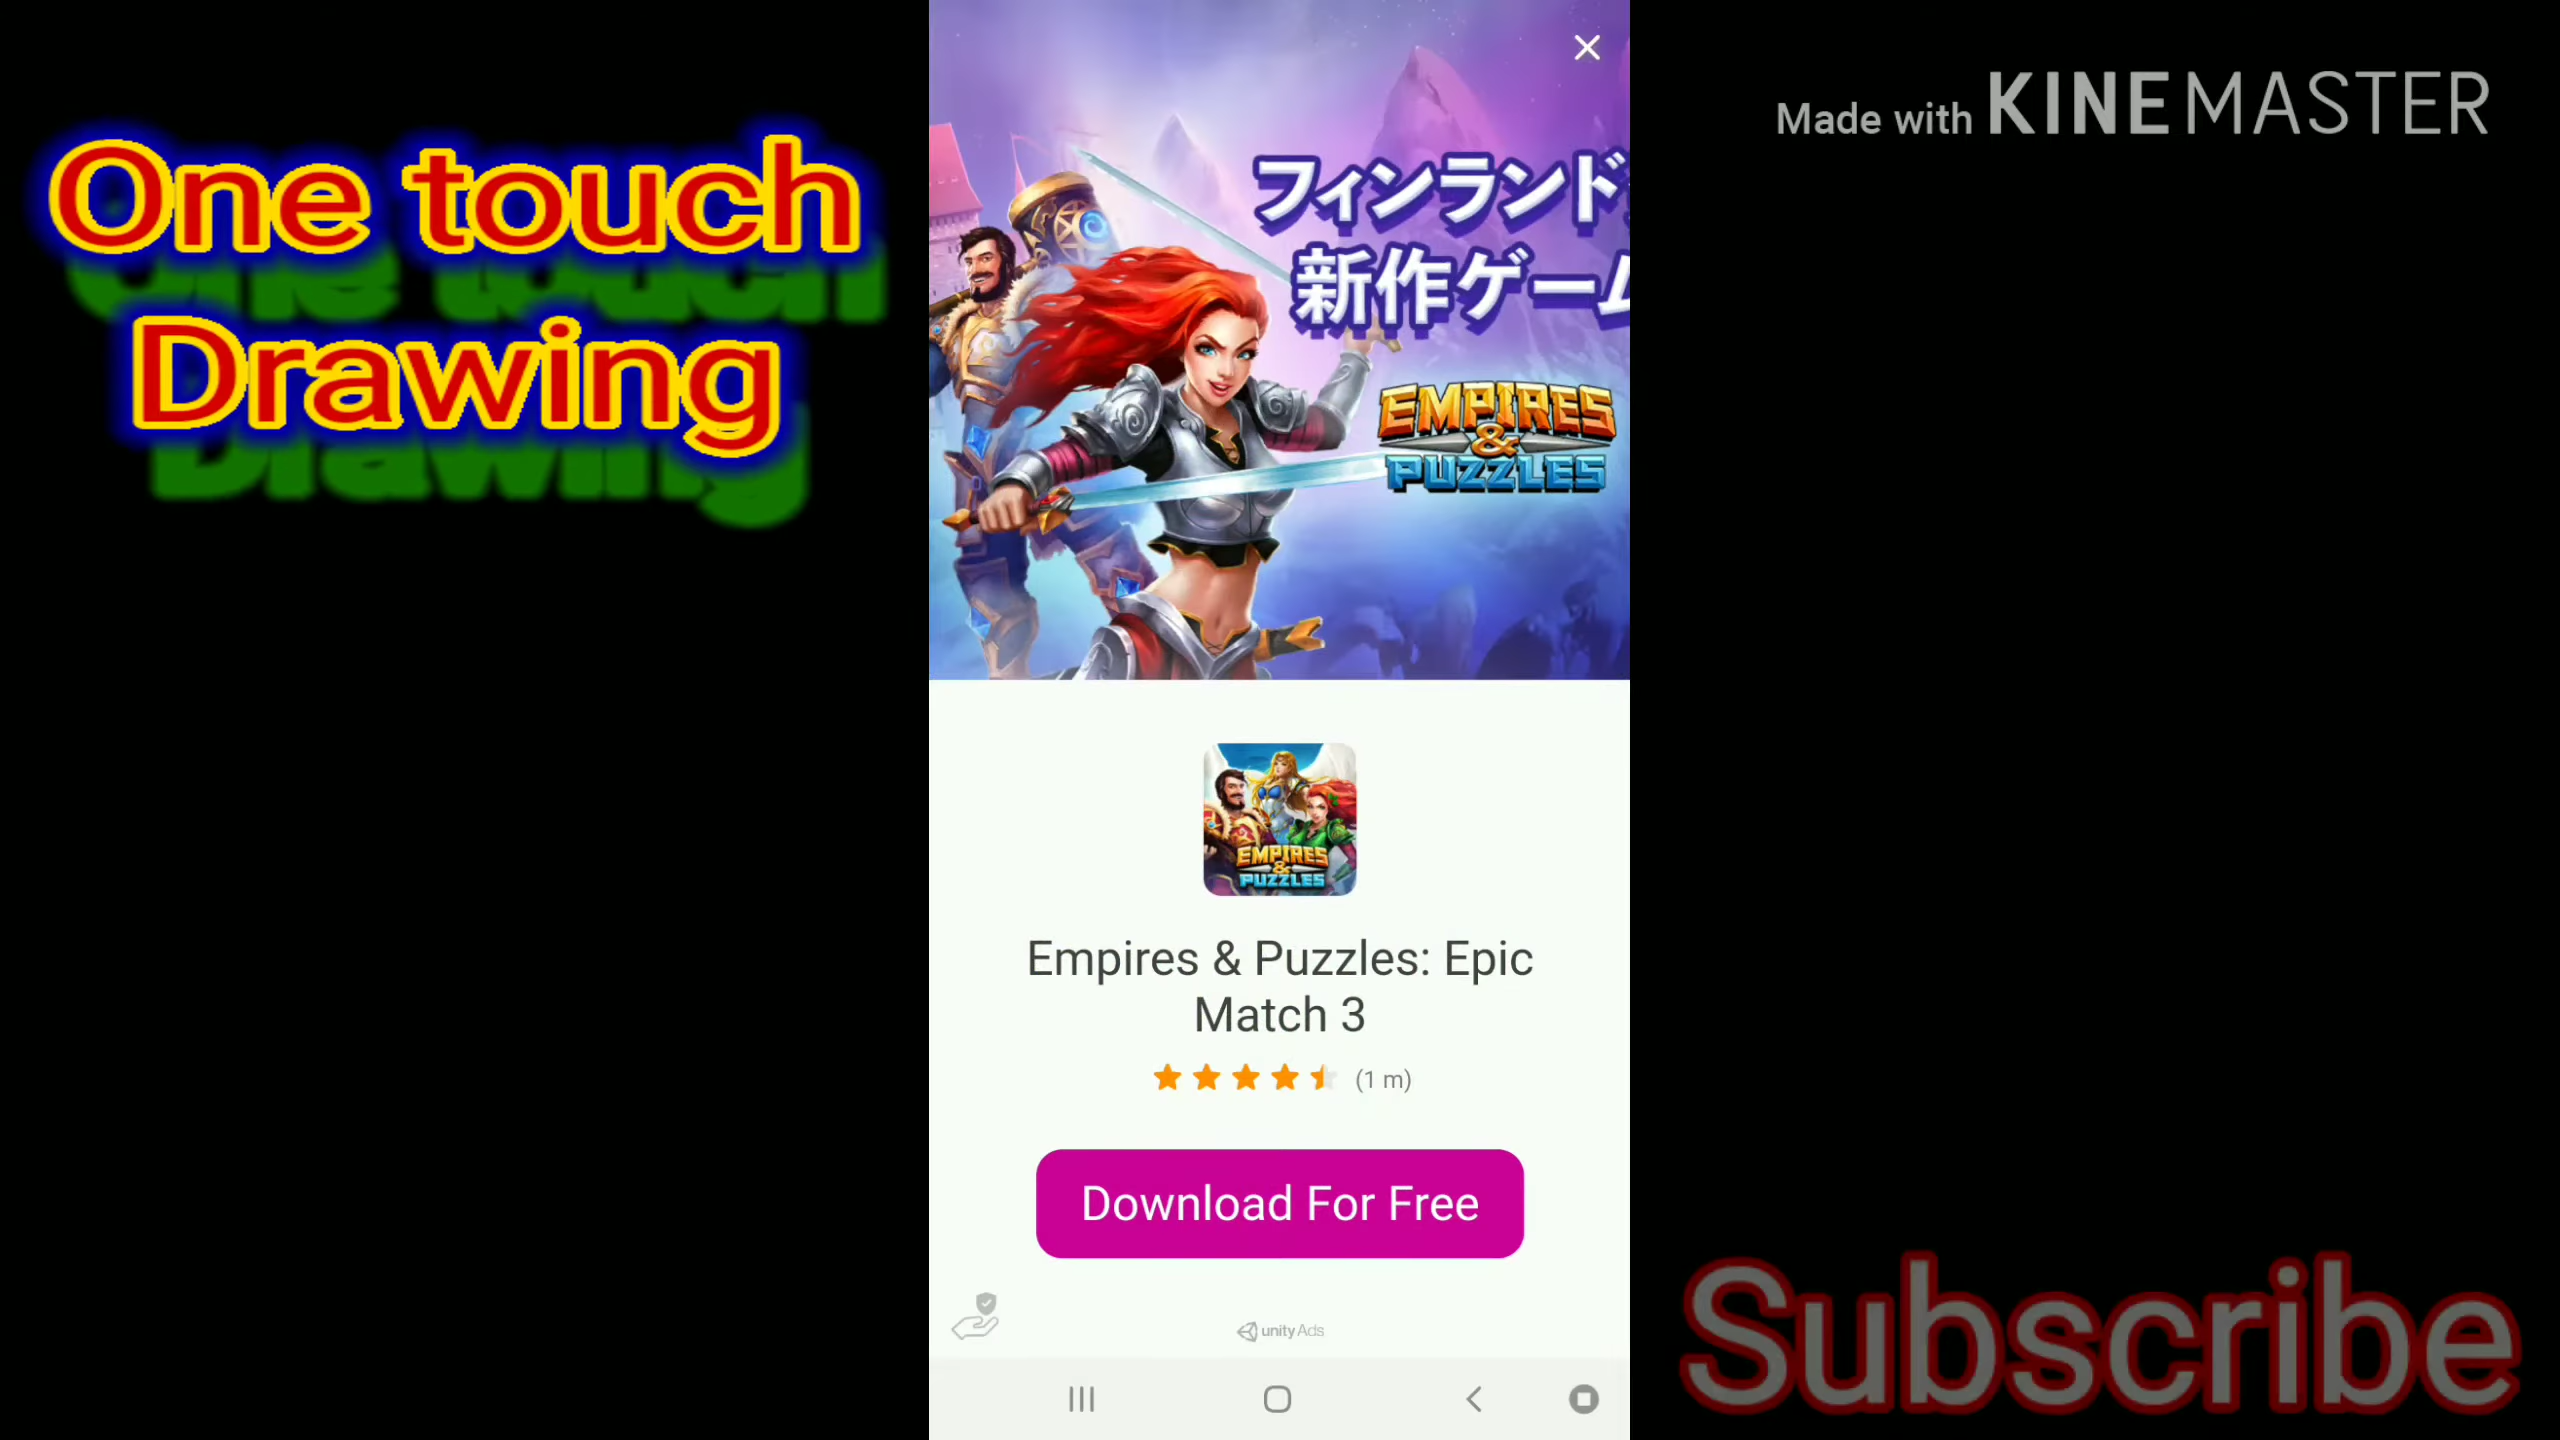 One touch
Drawing
Made with KINEMASTER
フィンランド
新作ゲーム
EMPIRES
&
PUZZLES
EMPIRES
&
PUZZLES
Empires & Puzzles: Epic
Match 3
(1 m)
Download For Free
unity Ads
Subscribe